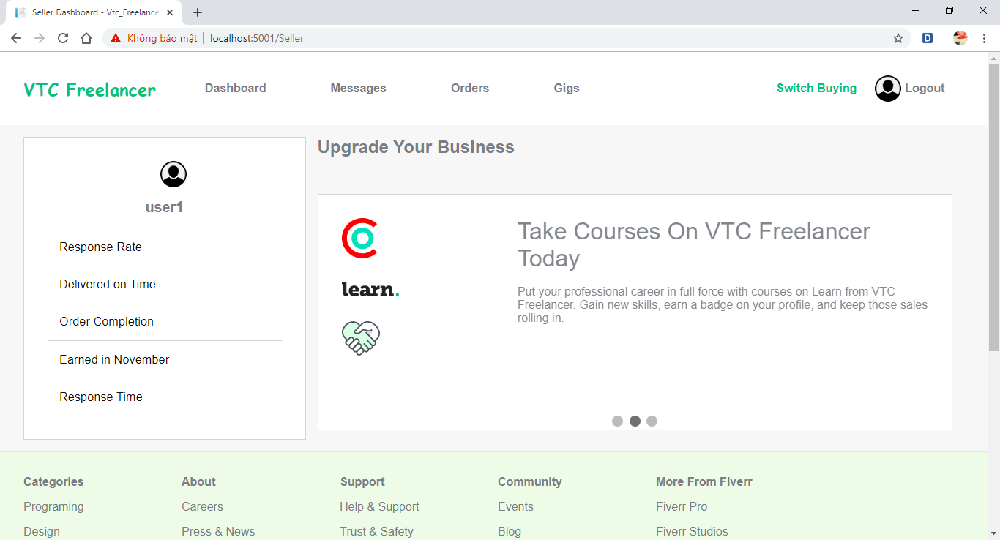 Seller Dashboard - Vtc_Freelance
Không bảo mật localhost:5001/Seller
D
VTC Freelancer Dashboard Messages Orders Gigs Switch Buying Logout
user1
Response Rate
Delivered on Time
Order Completion
Earned in November
Response Time
Upgrade Your Business
learn.
Take Courses On VTC Freelancer
Today
Put your professional career in full force with courses on Learn from VTC
Freelancer. Gain new skills, earn a badge on your profile, and keep those sales
rolling in.
Categories About Support Community More From Fiverr
Programing Careers Help & Support Events Fiverr Pro
Design Press & News Trust & Safety Blog Fiverr Studios